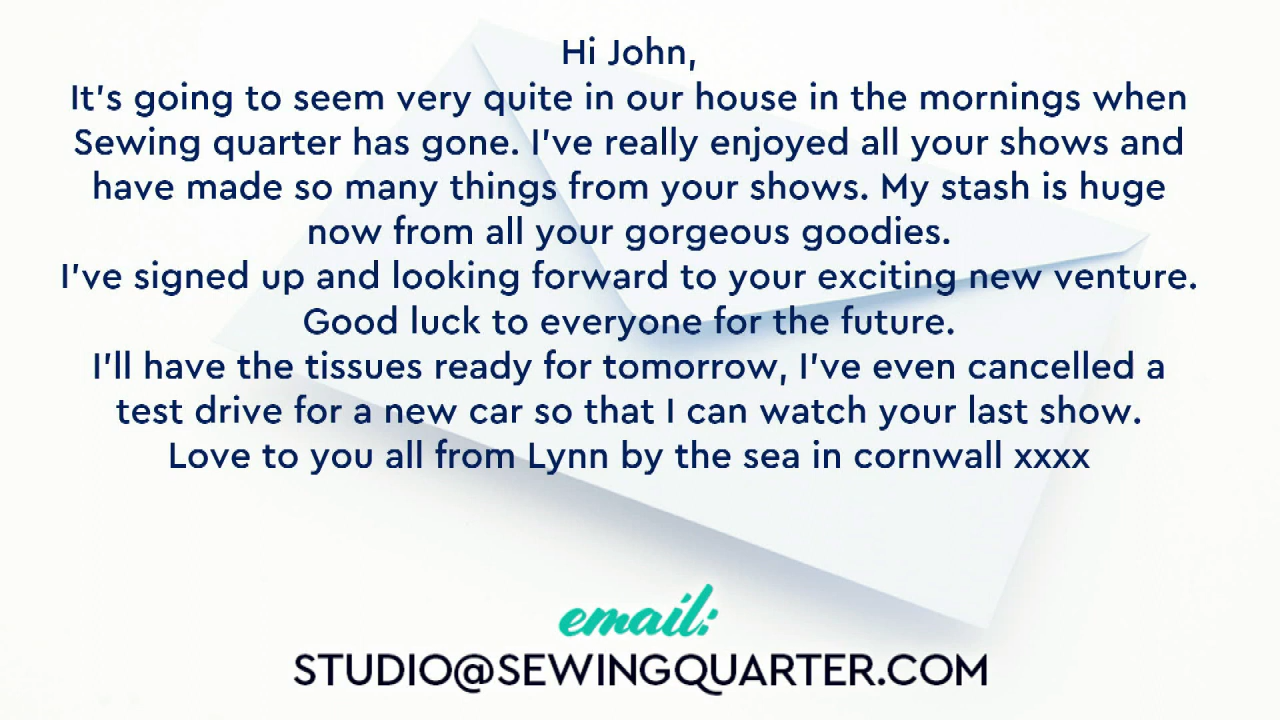 Hi John,
It's going to seem very quite in our house in the mornings when
Sewing quarter has gone. I've really enjoyed all your shows and
have made so many things from your shows. My stash is huge
now from all your gorgeous goodies.
I've signed up and looking forward to your exciting new venture.
Good luck to everyone for the future.
I'll have the tissues ready for tomorrow, I've even cancelled a
test drive for a new car so that I can watch your last show.
Love to you all from Lynn by the sea in cornwall xxxx
email:
STUDIO@SEWINGQUARTER.COM